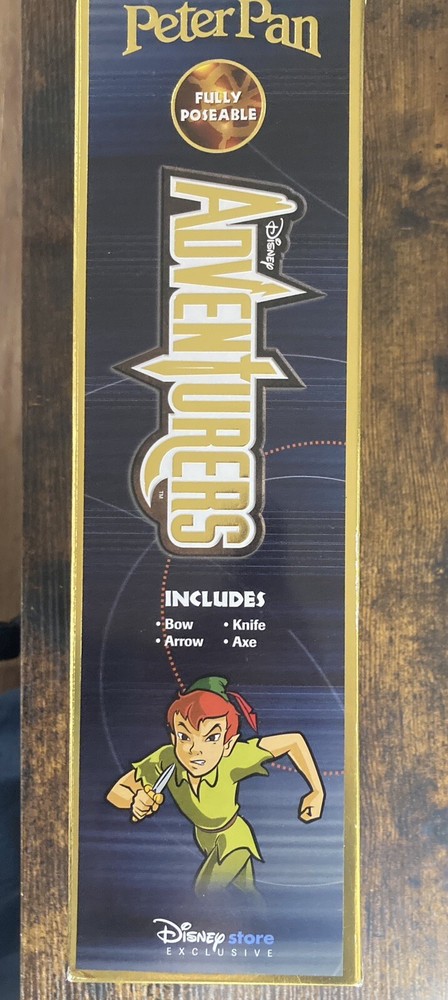 Peter Pan
FULLY
POSEABLE
Disney
ADVENTURERS
TM
INCLUDES
• Bow • Knife
• Arrow • Axe
Disney store
EXCLUSIVE